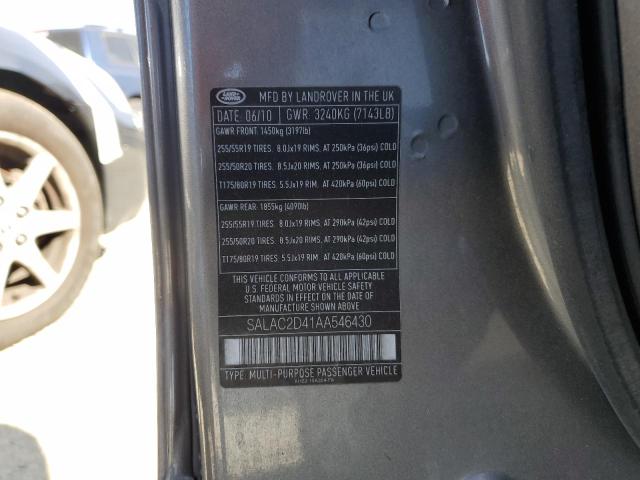 LAND ROVER
MFD BY LANDROVER IN THE UK
DATE: 06/10 GWR: 3240KG (7143LB)
GAWR FRONT: 1450kg (3197lb)
255/55R19 TIRES. 8.0Jx19 RIMS. AT 250kPa (36psi) COLD
255/50R20 TIRES. 8.5Jx20 RIMS. AT 250kPa (36psi) COLD
T175/80R19 TIRES. 5.5Jx19 RIM. AT 420kPa (60psi) COLD
GAWR REAR: 1855kg (4090lb)
255/55R19 TIRES. 8.0Jx19 RIMS. AT 290kPa (42psi) COLD
255/50R20 TIRES. 8.5Jx20 RIMS. AT 290kPa (42psi) COLD
T175/80R19 TIRES. 5.5Jx19 RIM. AT 420kPa (60psi) COLD
THIS VEHICLE CONFORMS TO ALL APPLICABLE
U.S. FEDERAL MOTOR VEHICLE SAFETY
STANDARDS IN EFFECT ON THE DATE OF
MANUFACTURE SHOWN ABOVE
SALAC2D41AA546430
TYPE: MULTI-PURPOSE PASSENGER VEHICLE